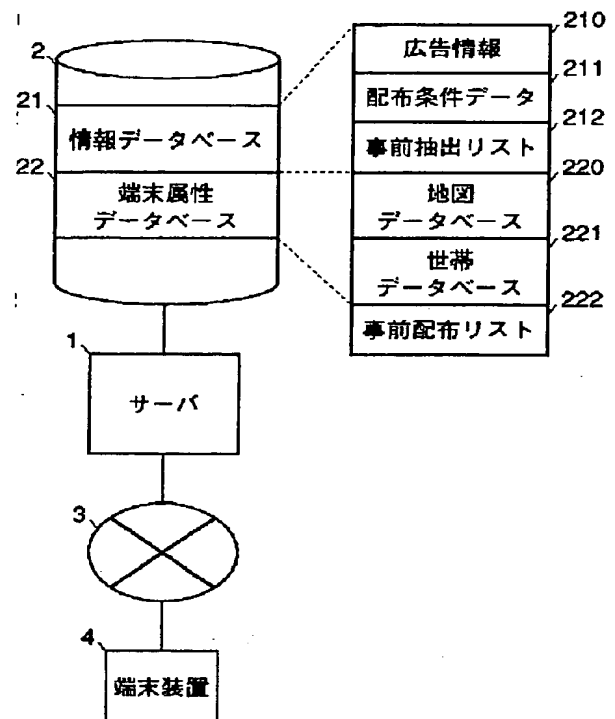 2
21
情報データベース
22
端末属性
データベース
210
広告情報
211
配布条件データ
212
事前抽出リスト
220
地図
データベース
221
世帯
データベース
222
事前配布リスト
1
サーバ
3
4
端末装置